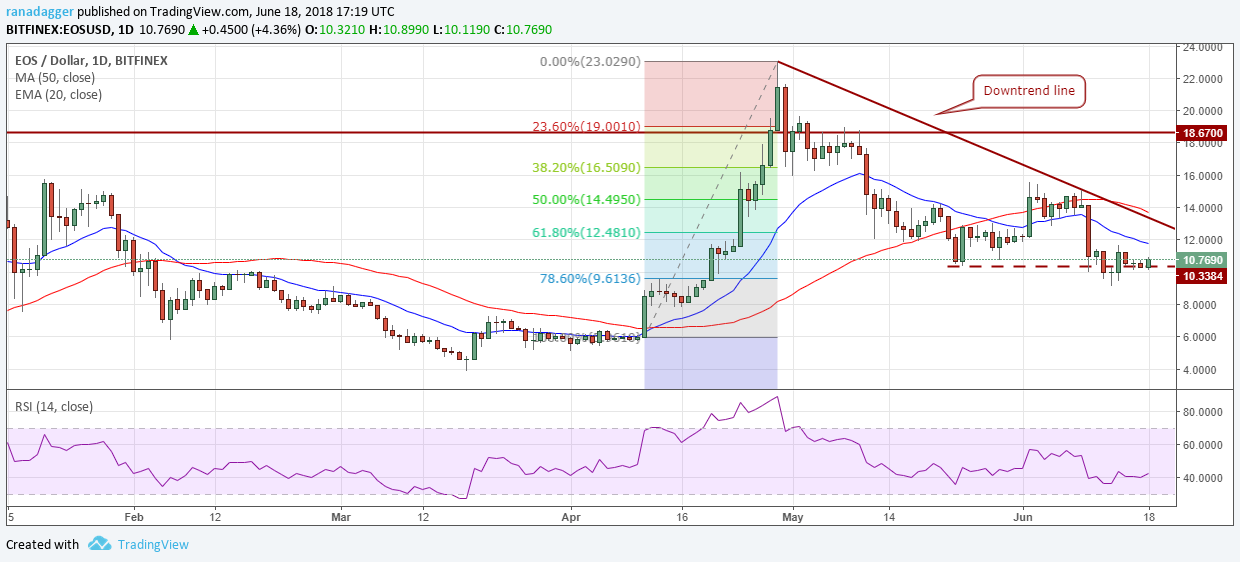 ranadagger published on TradingView.com, June 18, 2018 17:19 UTC
BITFINEX:EOSUSD, 1D 10.7690 ▲ +0.4500 (+4.36%) O:10.3210 H:10.8990 L:10.1190 C:10.7690
EOS / Dollar, 1D, BITFINEX
MA (50, close)
EMA (20, close)
0.00%(23.0290)
23.60%(19.0010)
38.20%(16.5090)
50.00%(14.4950)
61.80%(12.4810)
78.60%(9.6136)
Downtrend line
24.0000
22.0000
20.0000
18.6700
18.0000
16.0000
14.0000
12.0000
10.7690
10.3384
8.0000
6.0000
4.0000
RSI (14, close)
80.0000
60.0000
40.0000
5 Feb 12 Mar 12 Apr 16 May 14 Jun 18
Created with TradingView